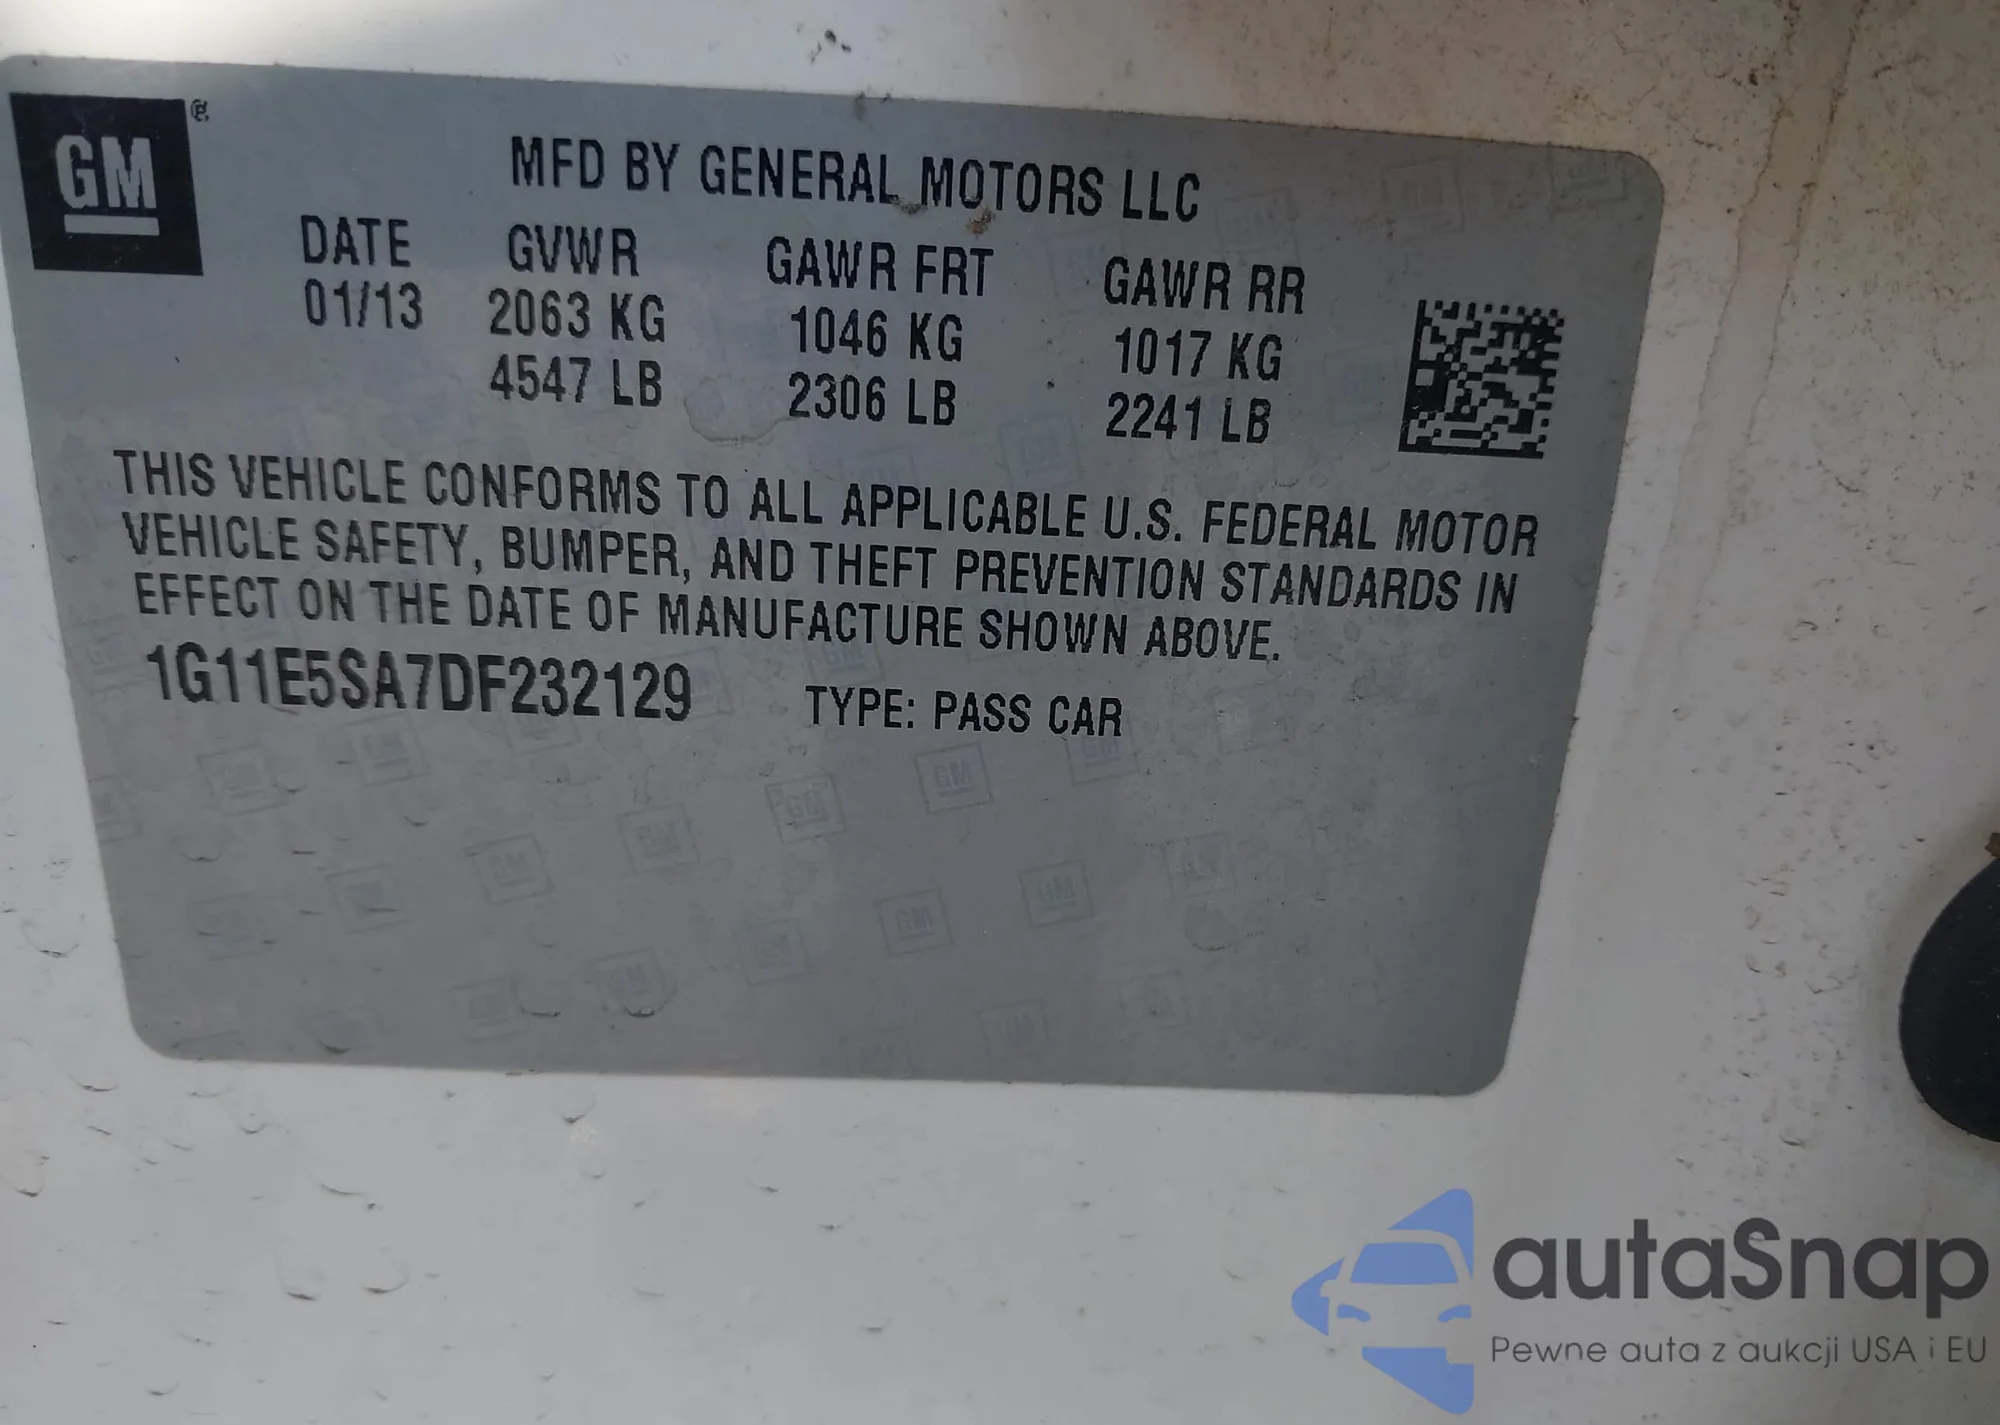 GM
MFD BY GENERAL MOTORS LLC
DATE GVWR GAWR FRT GAWR RR
01/13 2063 KG 1046 KG 1017 KG
4547 LB 2306 LB 2241 LB
THIS VEHICLE CONFORMS TO ALL APPLICABLE U.S. FEDERAL MOTOR
VEHICLE SAFETY, BUMPER, AND THEFT PREVENTION STANDARDS IN
EFFECT ON THE DATE OF MANUFACTURE SHOWN ABOVE.
1G11E5SA7DF232129 TYPE: PASS CAR
autaSnap
Pewne auta z aukcji USA i EU